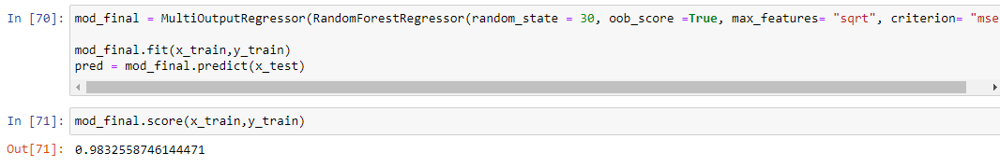 In [70]: mod_final = MultiOutputRegressor(RandomForestRegressor(random_state = 30, oob_score =True, max_features= "sqrt", criterion= "mse
mod_final.fit(x_train,y_train)
pred = mod_final.predict(x_test)
In [71]: mod_final.score(x_train,y_train)
Out[71]: 0.9832558746144471